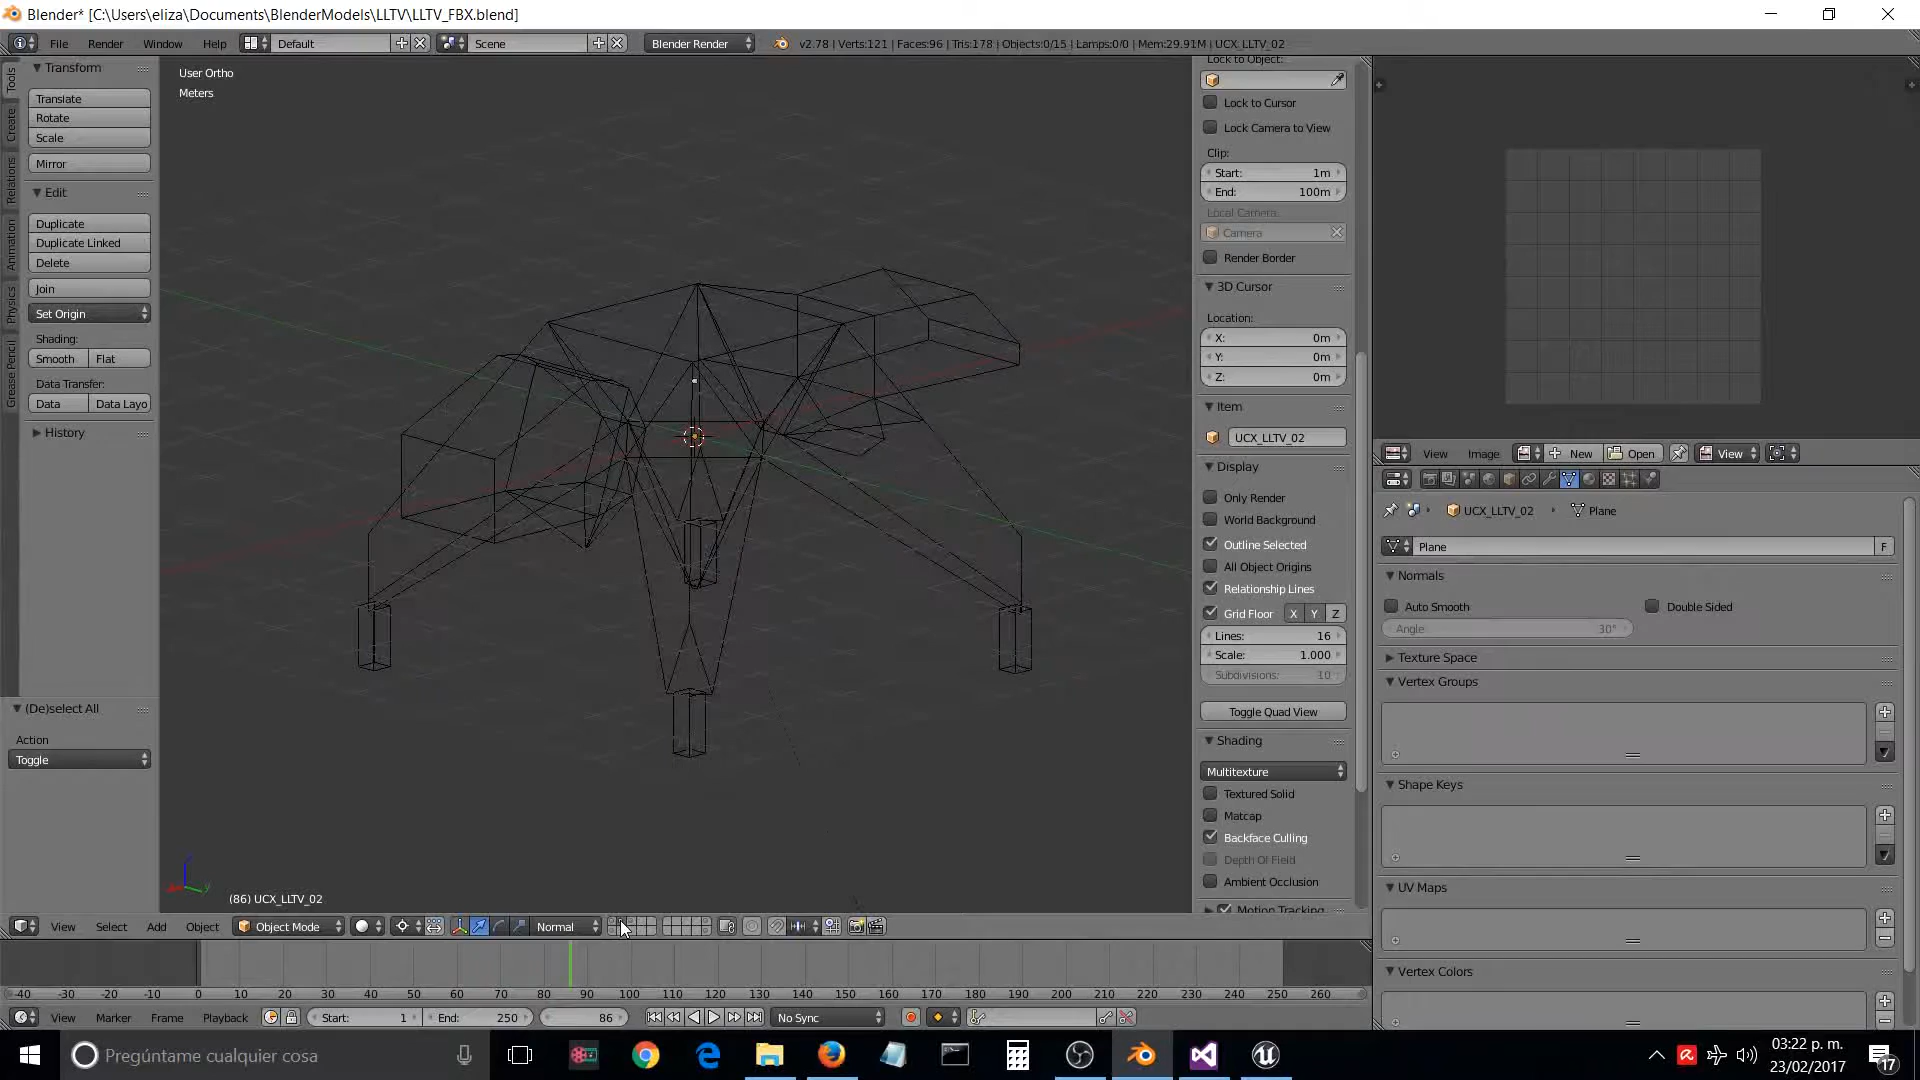 Blender* [C:\Users\eliza\Documents\BlenderModels\LLTV\LLTV_FBX.blend]
File Render Window Help Default Scene Blender Render v2.78 | Verts:121 | Faces:96 | Tris:178 | Objects:0/15 | Lamps:0/0 | Mem:29.91M | UCX_LLTV_02
Tools
Create
Relations
Animation
Physics
Grease Pencil
Transform
Translate
Rotate
Scale
Mirror
Edit
Duplicate
Duplicate Linked
Delete
Join
Set Origin
Shading:
Smooth Flat
Data Transfer:
Data Data Layo
History
(De)select All
Action
Toggle
User Ortho
Meters
(86) UCX_LLTV_02
Lock to Object:
Lock to Cursor
Lock Camera to View
Clip:
Start: 1m
End: 100m
Local Camera:
Camera
Render Border
3D Cursor
Location:
X: 0m
Y: 0m
Z: 0m
Item
UCX_LLTV_02
Display
Only Render
World Background
Outline Selected
All Object Origins
Relationship Lines
Grid Floor X Y Z
Lines: 16
Scale: 1.000
Subdivisions: 10
Toggle Quad View
Shading
Multitexture
Textured Solid
Matcap
Backface Culling
Depth Of Field
Ambient Occlusion
Motion Tracking
View Image New Open View
UCX_LLTV_02 Plane
Plane F
Normals
Auto Smooth Double Sided
Angle: 30°
Texture Space
Vertex Groups
Shape Keys
UV Maps
Vertex Colors
View Select Add Object Object Mode Normal
-40 -30 -20 -10 0 10 20 30 40 50 60 70 80 90 100 110 120 130 140 150 160 170 180 190 200 210 220 230 240 250 260
View Marker Frame Playback Start: 1 End: 250 86 No Sync
Pregúntame cualquier cosa
03:22 p. m.
23/02/2017
17